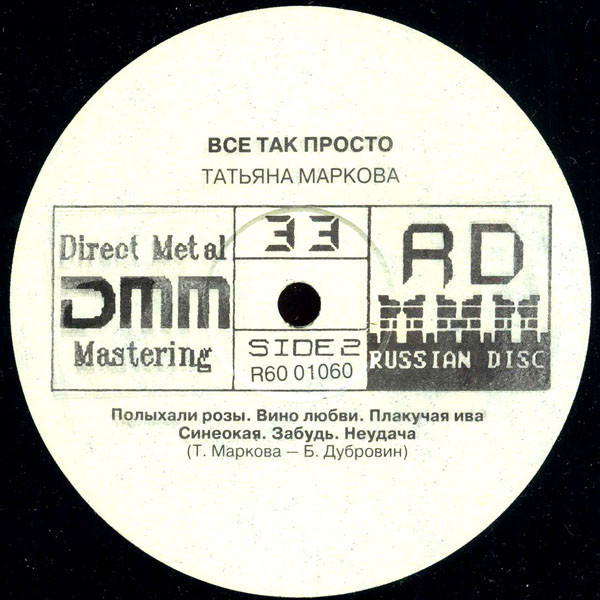 ВСЕ ТАК ПРОСТО
ТАТЬЯНА МАРКОВА
Direct Metal
DMM
Mastering
33
SIDE 2
R60 01060
RD
RUSSIAN DISC
Полыхали розы. Вино любви. Плакучая ива
Синеокая. Забудь. Неудача
(Т. Маркова — Б. Дубровин)